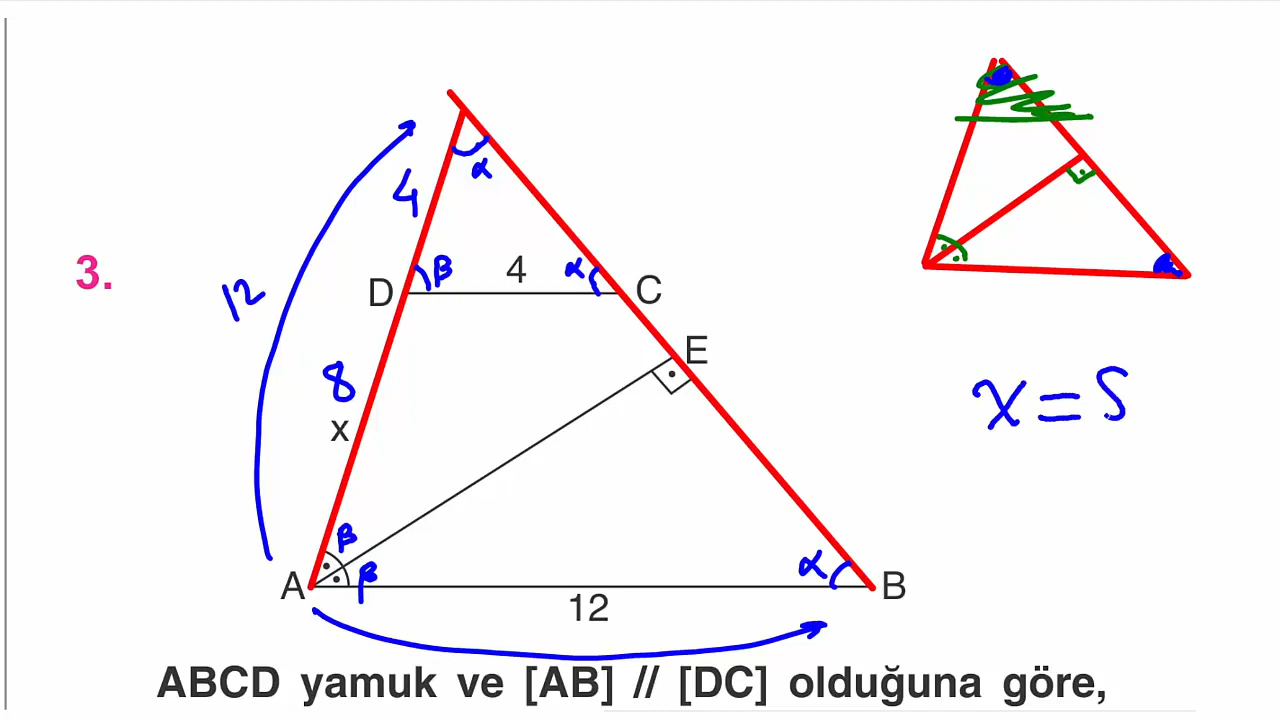 α
4
12
3.
D β 4 α C
E
8
x
x = 5
β
β
α
A
B
12
ABCD yamuk ve [AB] // [DC] olduğuna göre,